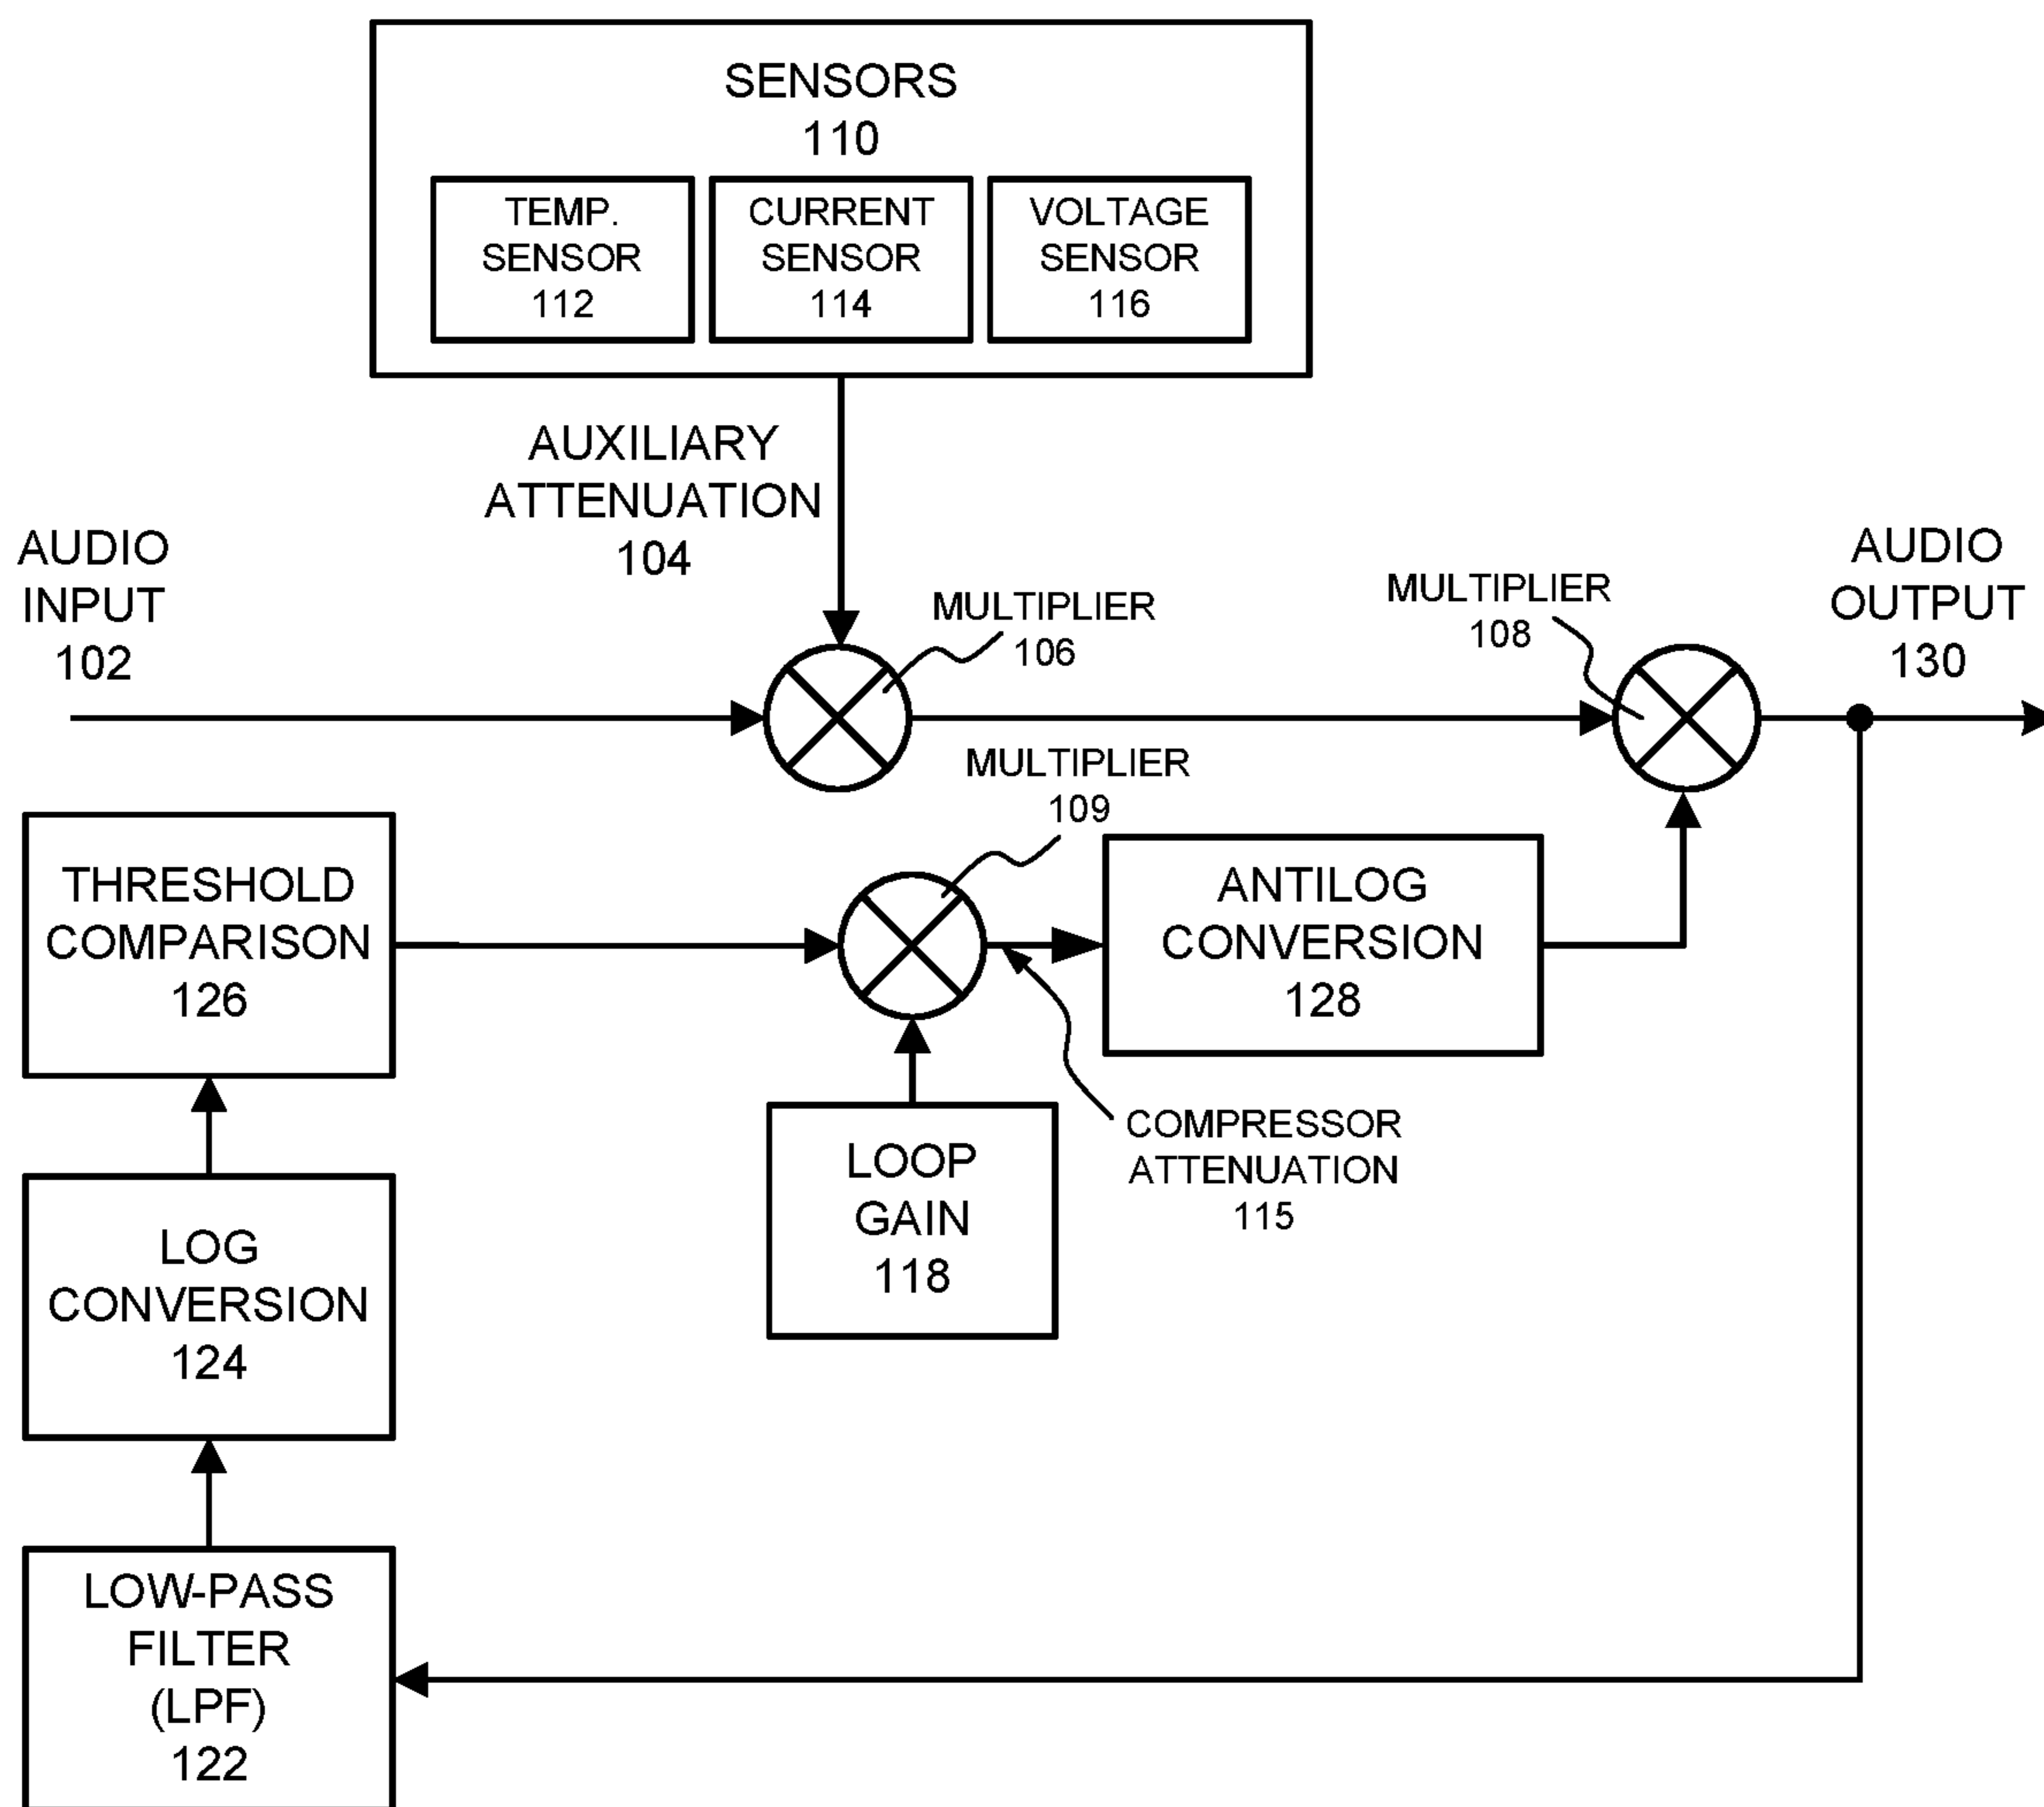 SENSORS
110
TEMP.
SENSOR
112
CURRENT
SENSOR
114
VOLTAGE
SENSOR
116
AUXILIARY
ATTENUATION
104
AUDIO
INPUT
102
MULTIPLIER
106
MULTIPLIER
108
AUDIO
OUTPUT
130
MULTIPLIER
109
THRESHOLD
COMPARISON
126
ANTILOG
CONVERSION
128
LOOP
GAIN
118
COMPRESSOR
ATTENUATION
115
LOG
CONVERSION
124
LOW-PASS
FILTER
(LPF)
122